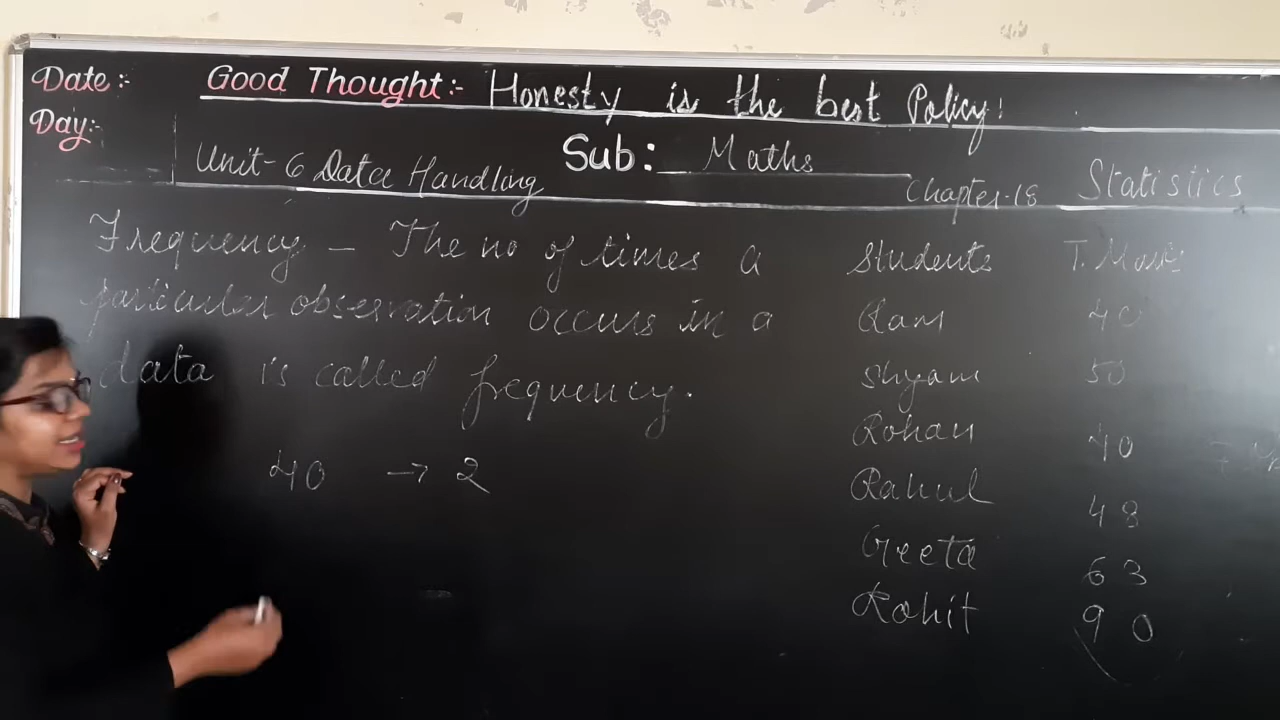 Date:-
Good Thought:- Honesty is the best Policy!
Day:-
Sub: Maths
Unit-6 Data Handling
Chapter-18 Statistics
Frequency - The no of times a
particular observation occurs in a
data is called frequency.
40 → 2
Students T. Marks
Ram 40
Shyam 50
Rohan 40
Rahul 48
Geeta 63
Rohit 90